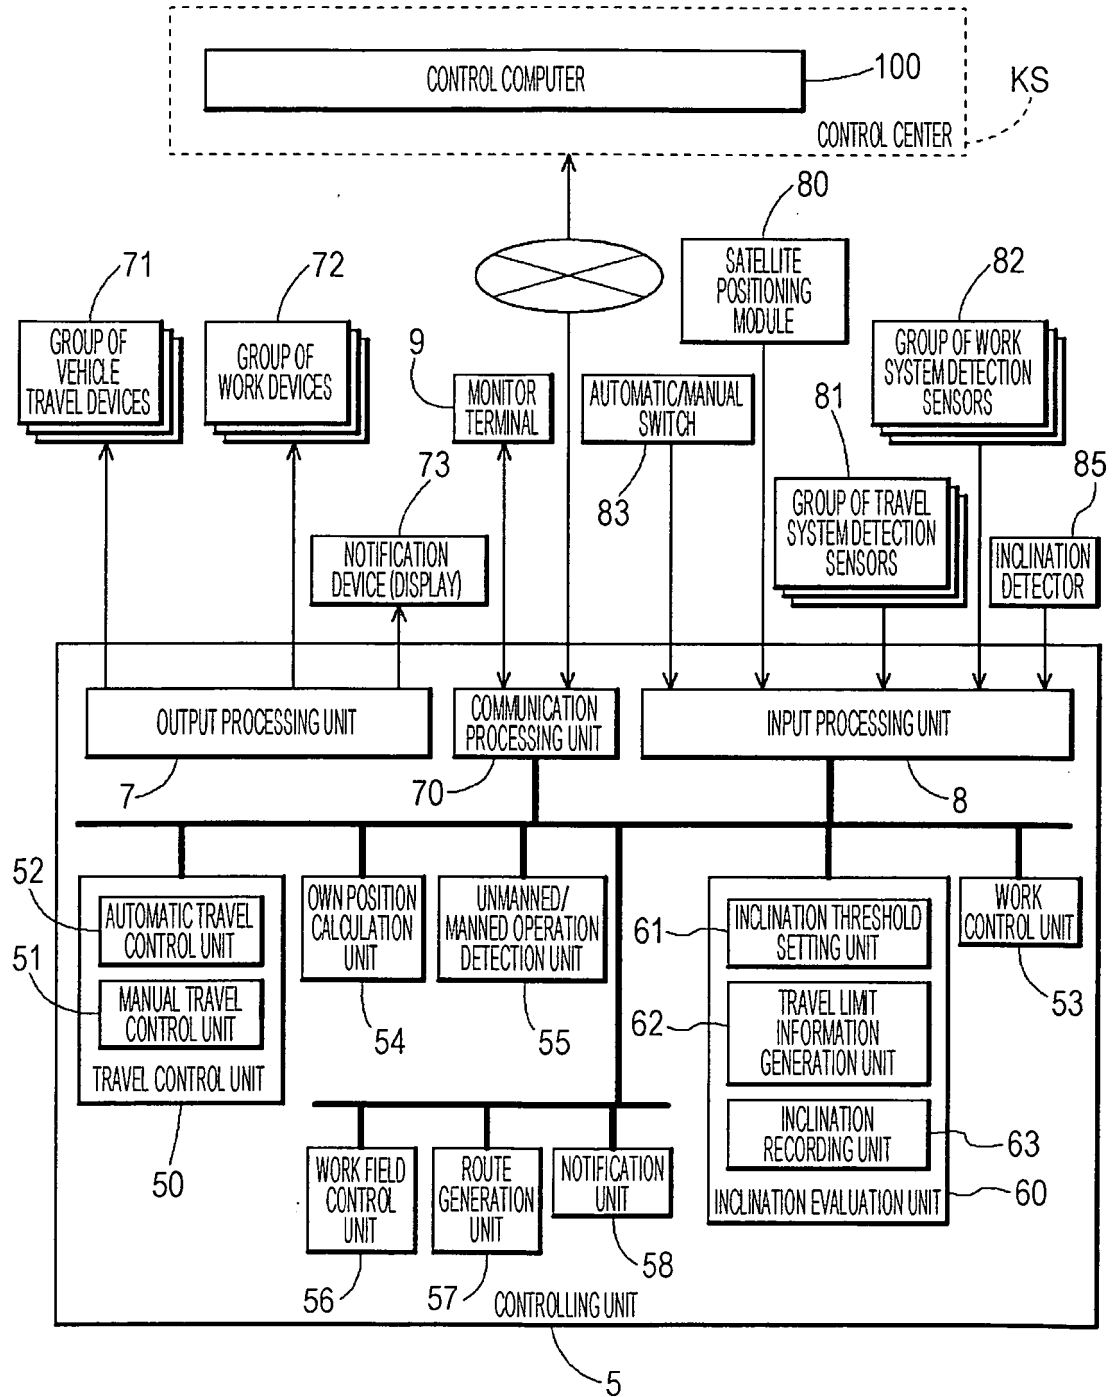 CONTROL COMPUTER
100
KS
CONTROL CENTER
80
71
72
82
SATELLITE
POSITIONING
MODULE
GROUP OF
VEHICLE
TRAVEL DEVICES
GROUP OF
WORK DEVICES
9
MONITOR
TERMINAL
AUTOMATIC/MANUAL
SWITCH
GROUP OF WORK
SYSTEM DETECTION
SENSORS
81
73
83
85
GROUP OF TRAVEL
SYSTEM DETECTION
SENSORS
NOTIFICATION
DEVICE (DISPLAY)
INCLINATION
DETECTOR
OUTPUT PROCESSING UNIT
COMMUNICATION
PROCESSING UNIT
INPUT PROCESSING UNIT
7
70
8
52
AUTOMATIC TRAVEL
CONTROL UNIT
51
MANUAL TRAVEL
CONTROL UNIT
TRAVEL CONTROL UNIT
50
OWN POSITION
CALCULATION
UNIT
54
UNMANNED/
MANNED OPERATION
DETECTION UNIT
55
61
INCLINATION THRESHOLD
SETTING UNIT
62
TRAVEL LIMIT
INFORMATION
GENERATION UNIT
INCLINATION
RECORDING UNIT
63
INCLINATION EVALUATION UNIT
60
WORK
CONTROL UNIT
53
WORK FIELD
CONTROL
UNIT
56
ROUTE
GENERATION
UNIT
57
NOTIFICATION
UNIT
58
CONTROLLING UNIT
5